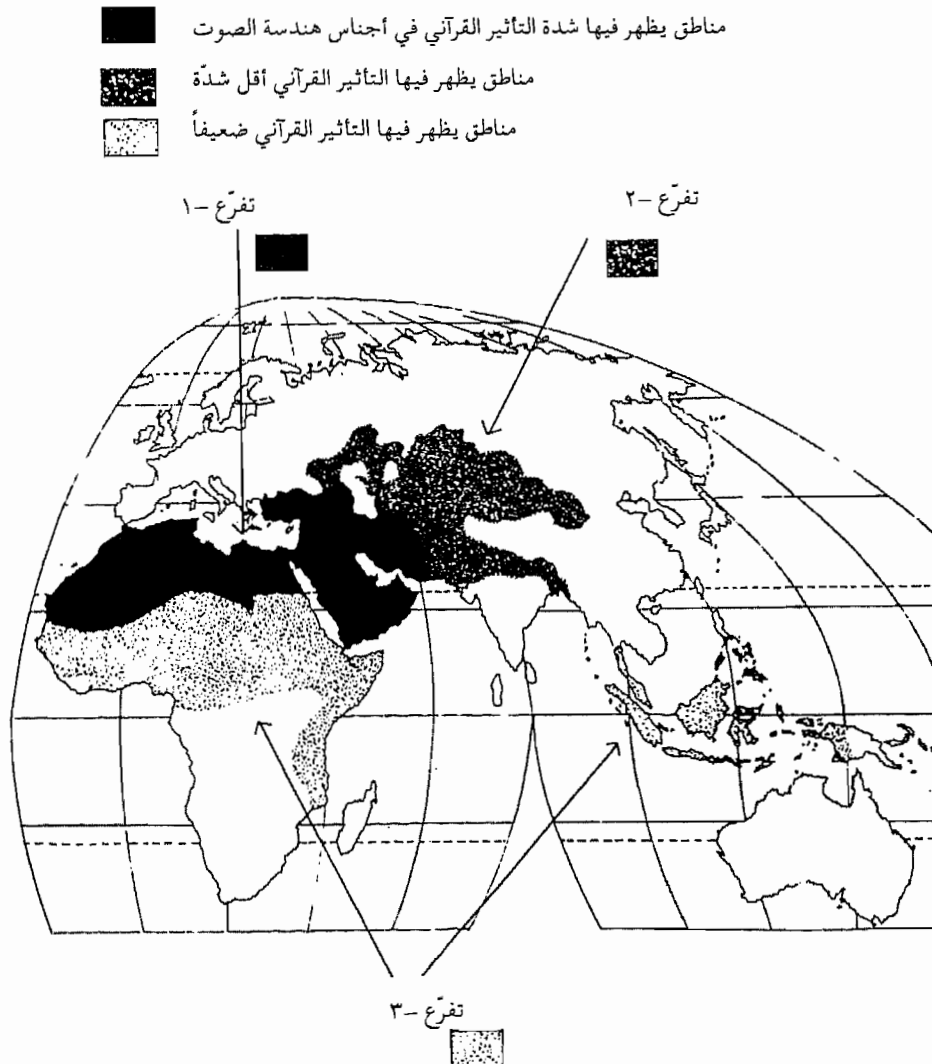 مناطق يظهر فيها شدة التأثير القرآني في أجناس هندسة الصوت
مناطق يظهر فيها التأثير القرآني أقل شدّة
مناطق يظهر فيها التأثير القرآني ضعيفاً
تفرّع -٢
تفرّع -١
تفرّع -٣